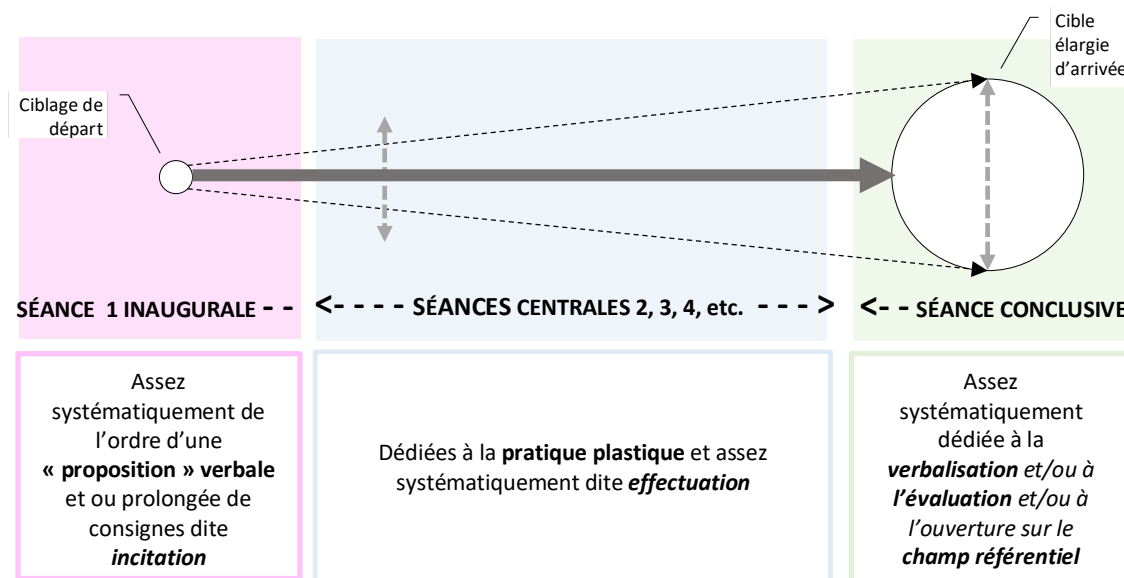 Cible
élargie
d’arrivée
Ciblage de
départ
SÉANCE 1 INAUGURALE - - <- - - - SÉANCES CENTRALES 2, 3, 4, etc. - - - > <- - SÉANCE CONCLUSIVE
Assez
systématiquement de
l’ordre d’une
« proposition » verbale
et ou prolongée de
consignes dite
incitation
Dédiées à la pratique plastique et assez
systématiquement dite effectuation
Assez
systématiquement
dédiée à la
verbalisation et/ou à
l’évaluation et/ou à
l’ouverture sur le
champ référentiel